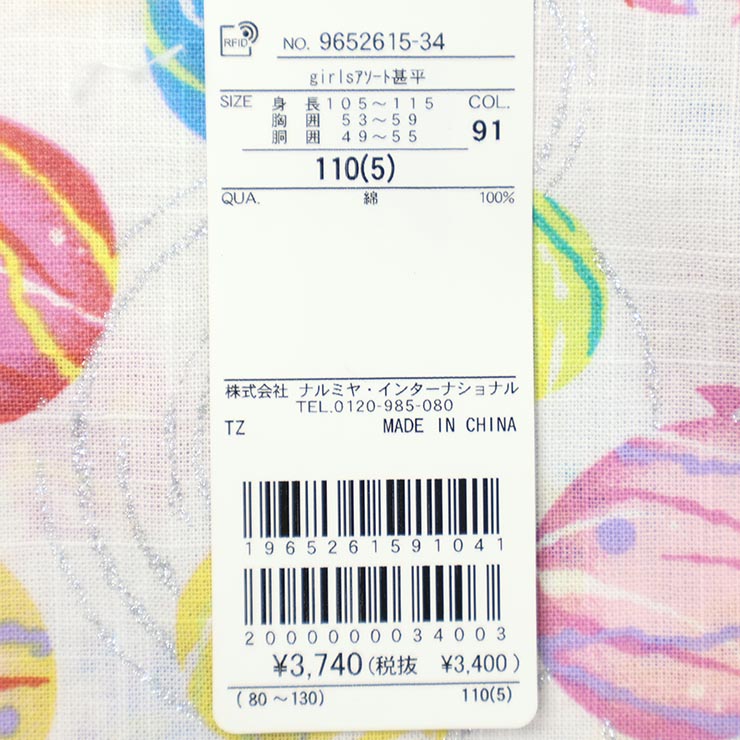 RFID NO. 9652615-34
girlsアソート甚平
SIZE 身 長 105～115 COL.
胸 囲 53～59 91
胴 囲 49～55
110(5)
QUA. 綿 100%
株式会社 ナルミヤ・インターナショナル
TEL.0120-985-080
TZ MADE IN CHINA
1965261591041
2000000034003
¥3,740(税抜 ¥3,400)
(80～130) 110(5)